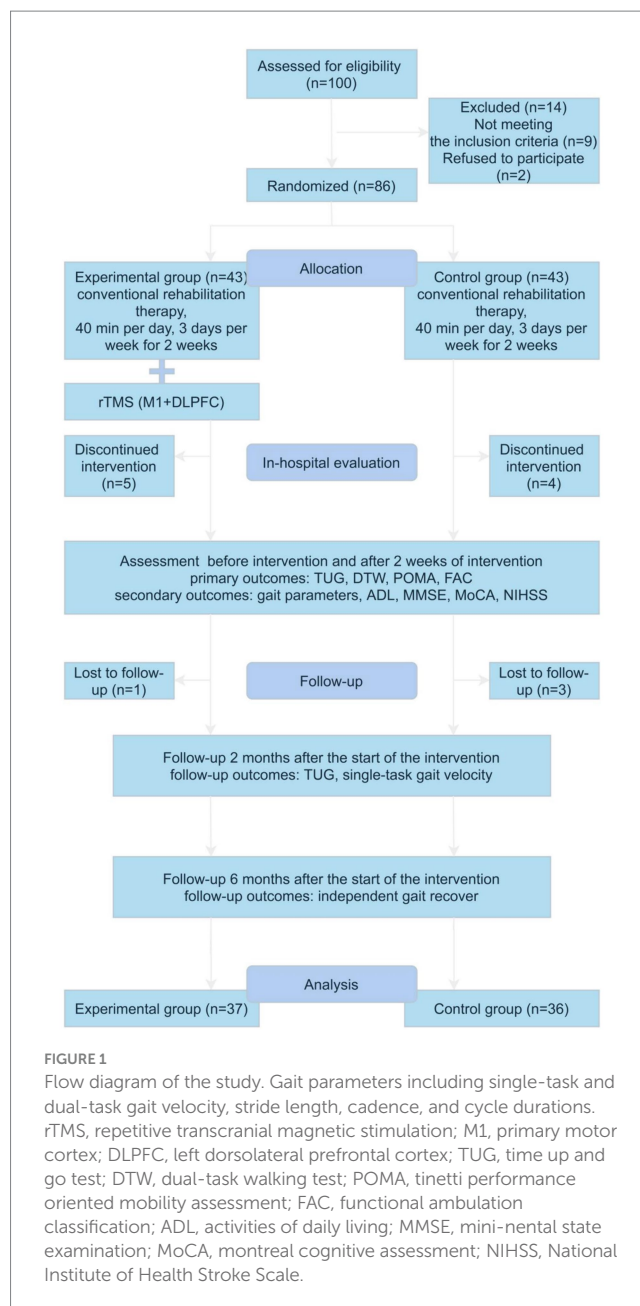 Assessed for eligibility
(n=100)
Excluded (n=14)
Not meeting
the inclusion criteria (n=9)
Refused to participate
(n=2)
Randomized (n=86)
Allocation
Experimental group (n=43)
conventional rehabilitation
therapy,
40 min per day, 3 days per
week for 2 weeks
Control group (n=43)
conventional rehabilitation
therapy,
40 min per day, 3 days per
week for 2 weeks
rTMS (M1+DLPFC)
Discontinued
intervention
(n=5)
In-hospital evaluation
Discontinued
intervention
(n=4)
Assessment before intervention and after 2 weeks of intervention
primary outcomes: TUG, DTW, POMA, FAC
secondary outcomes: gait parameters, ADL, MMSE, MoCA, NIHSS
Lost to follow-
up (n=1)
Follow-up
Lost to follow-
up (n=3)
Follow-up 2 months after the start of the intervention
follow-up outcomes: TUG, single-task gait velocity
Follow-up 6 months after the start of the intervention
follow-up outcomes: independent gait recover
Analysis
Experimental group (n=37)
Control group (n=36)
FIGURE 1
Flow diagram of the study. Gait parameters including single-task and
dual-task gait velocity, stride length, cadence, and cycle durations.
rTMS, repetitive transcranial magnetic stimulation; M1, primary motor
cortex; DLPFC, left dorsolateral prefrontal cortex; TUG, time up and
go test; DTW, dual-task walking test; POMA, tinetti performance
oriented mobility assessment; FAC, functional ambulation
classification; ADL, activities of daily living; MMSE, mini-nental state
examination; MoCA, montreal cognitive assessment; NIHSS, National
Institute of Health Stroke Scale.